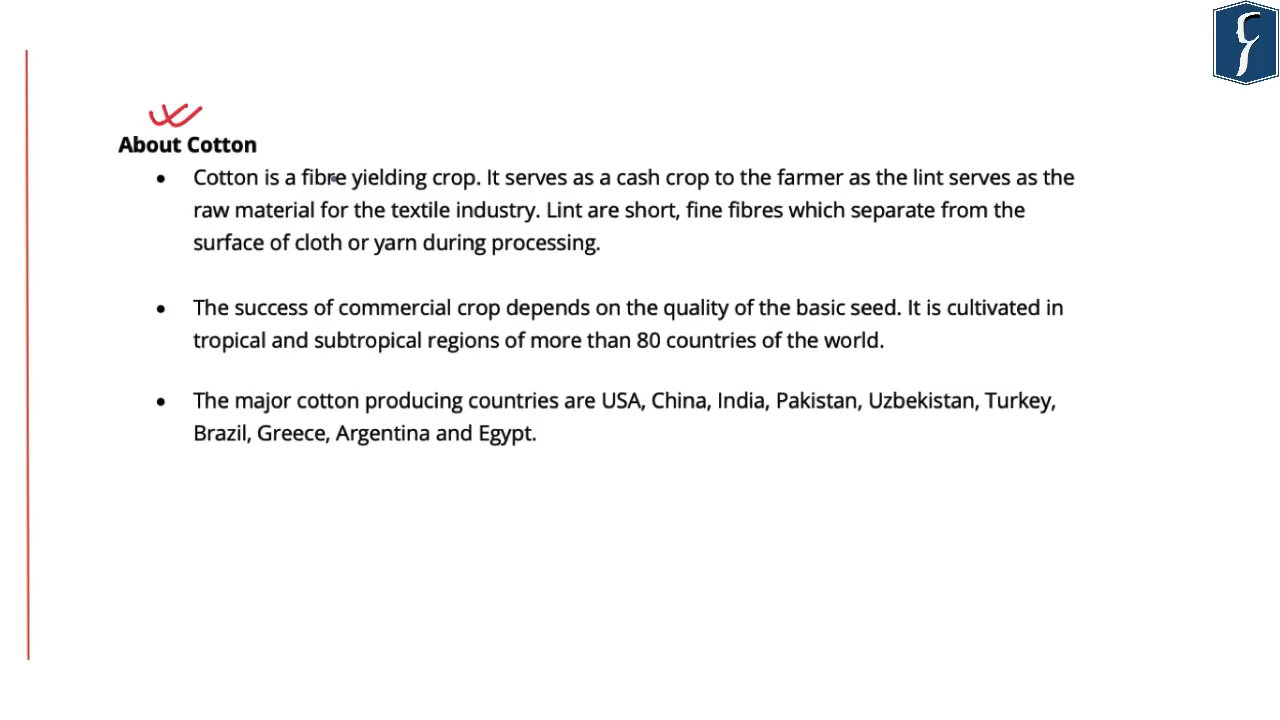 About Cotton
• Cotton is a fibre yielding crop. It serves as a cash crop to the farmer as the lint serves as the
raw material for the textile industry. Lint are short, fine fibres which separate from the
surface of cloth or yarn during processing.
• The success of commercial crop depends on the quality of the basic seed. It is cultivated in
tropical and subtropical regions of more than 80 countries of the world.
• The major cotton producing countries are USA, China, India, Pakistan, Uzbekistan, Turkey,
Brazil, Greece, Argentina and Egypt.